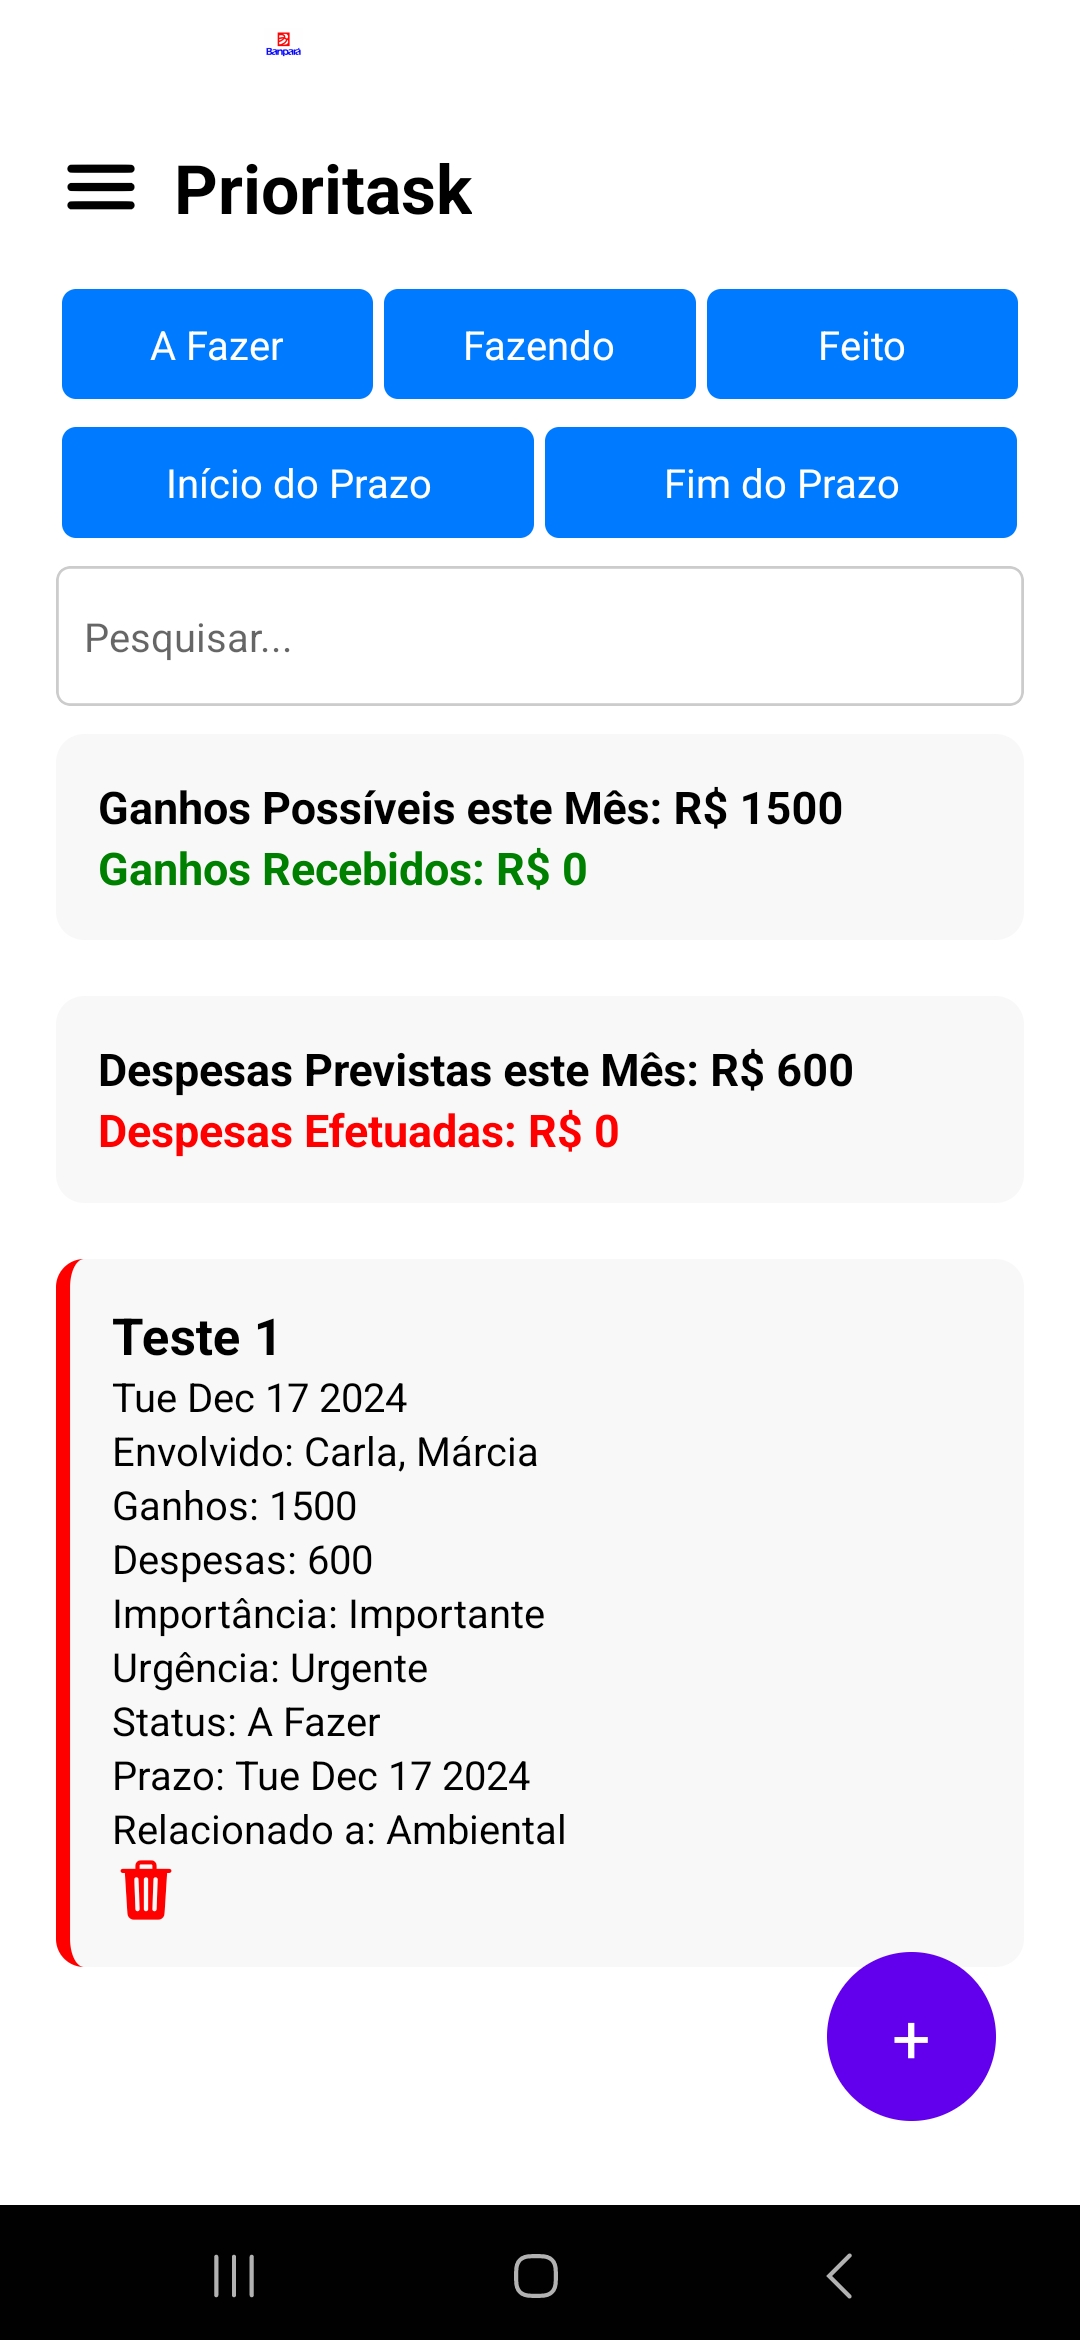 Banpará
Prioritask
A Fazer
Fazendo
Feito
Início do Prazo
Fim do Prazo
Pesquisar...
Ganhos Possíveis este Mês: R$ 1500
Ganhos Recebidos: R$ 0
Despesas Previstas este Mês: R$ 600
Despesas Efetuadas: R$ 0
Teste 1
Tue Dec 17 2024
Envolvido: Carla, Márcia
Ganhos: 1500
Despesas: 600
Importância: Importante
Urgência: Urgente
Status: A Fazer
Prazo: Tue Dec 17 2024
Relacionado a: Ambiental
+